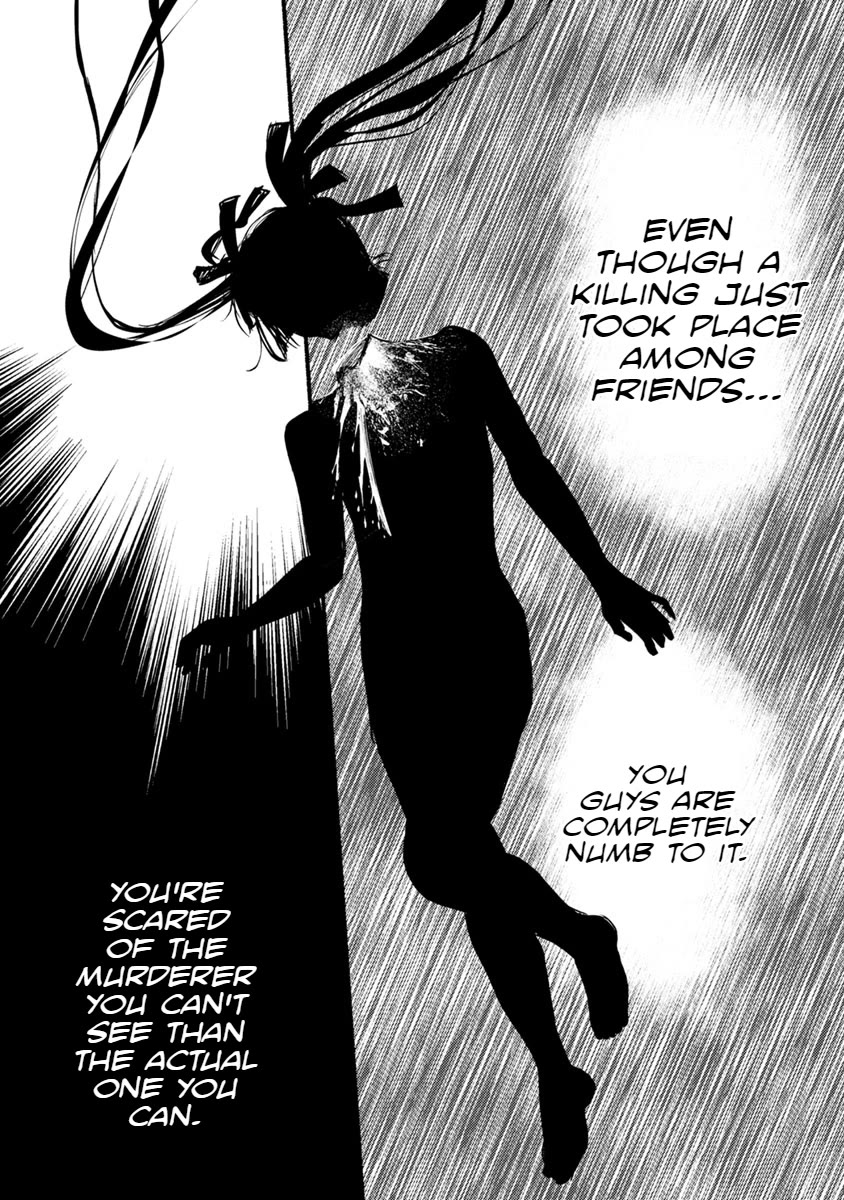 EVEN
THOUGH A
KILLING JUST
TOOK PLACE
AMONG
FRIENDS...
YOU
GUYS ARE
COMPLETELY
NUMB TO IT.
YOU'RE
SCARED
OF THE
MURDERER
YOU CAN'T
SEE THAN
THE ACTUAL
ONE YOU
CAN.